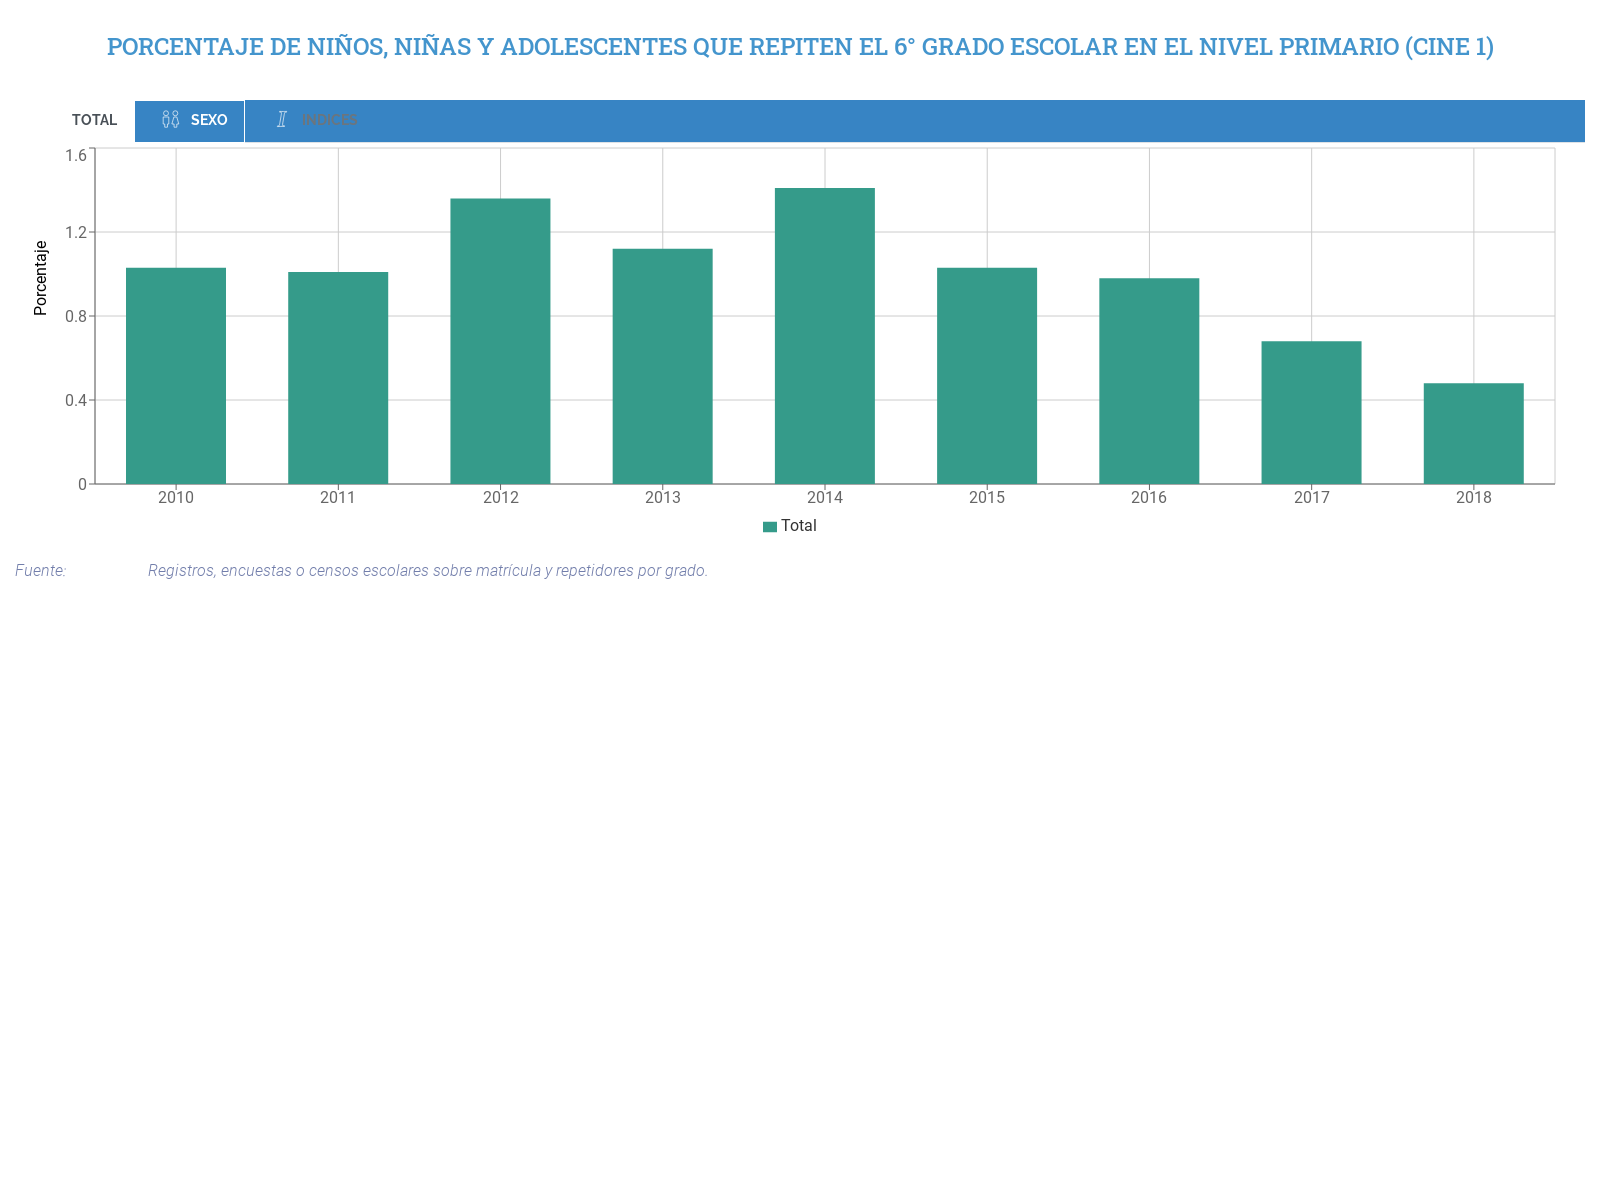 PORCENTAJE DE NIÑOS, NIÑAS Y ADOLESCENTES QUE REPITEN EL 6° GRADO ESCOLAR EN EL NIVEL PRIMARIO (CINE 1)
TOTAL SEXO INDICES
1.6
1.2
0.8
0.4
0
Porcentaje
2010 2011 2012 2013 2014 2015 2016 2017 2018
Total
Fuente: Registros, encuestas o censos escolares sobre matrícula y repetidores por grado.